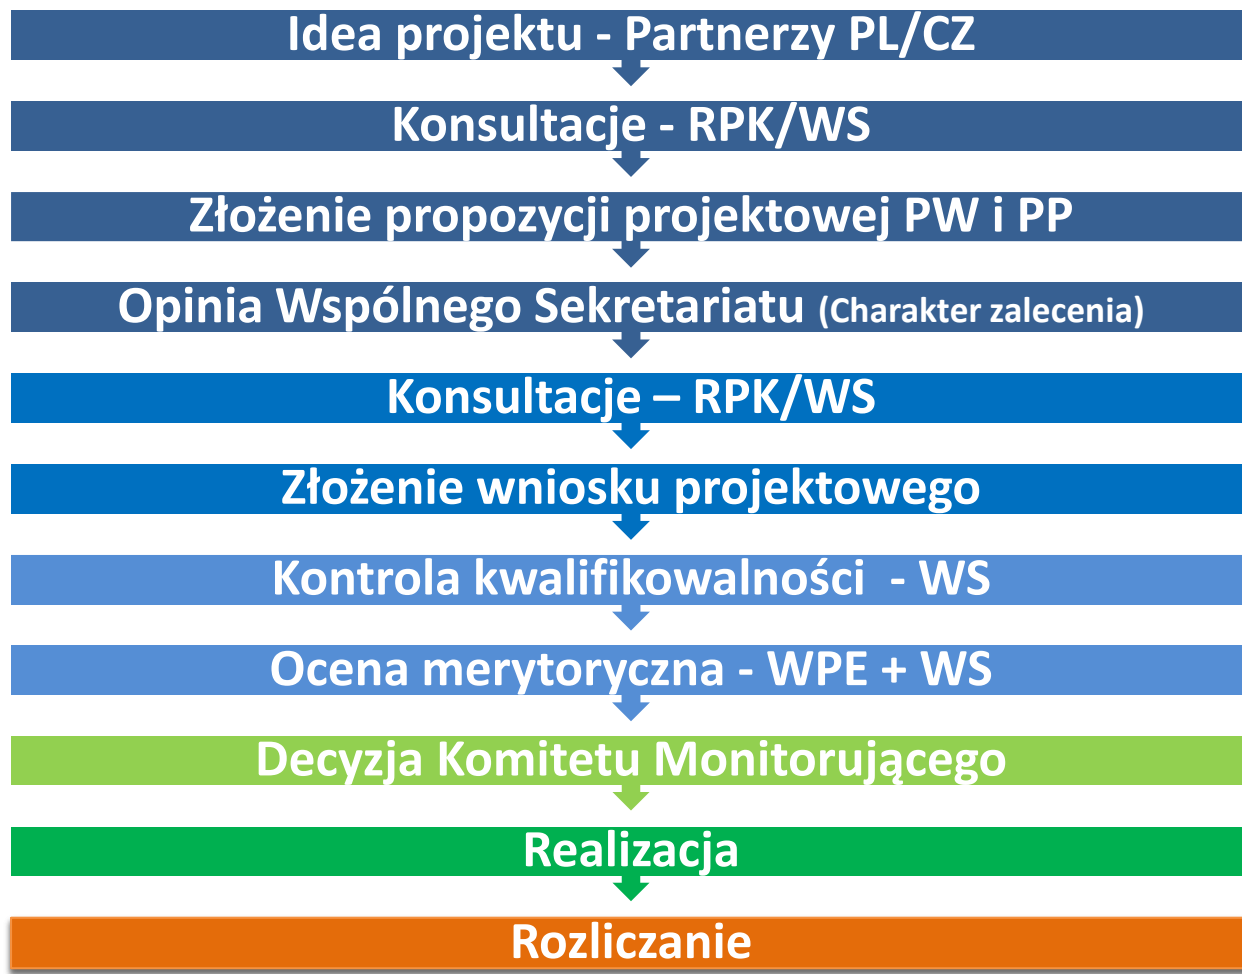 Idea projektu - Partnerzy PL/CZ
Konsultacje - RPK/WS
Złożenie propozycji projektowej PW i PP
Opinia Wspólnego Sekretariatu (Charakter zalecenia)
Konsultacje – RPK/WS
Złożenie wniosku projektowego
Kontrola kwalifikowalności - WS
Ocena merytoryczna - WPE + WS
Decyzja Komitetu Monitorującego
Realizacja
Rozliczanie